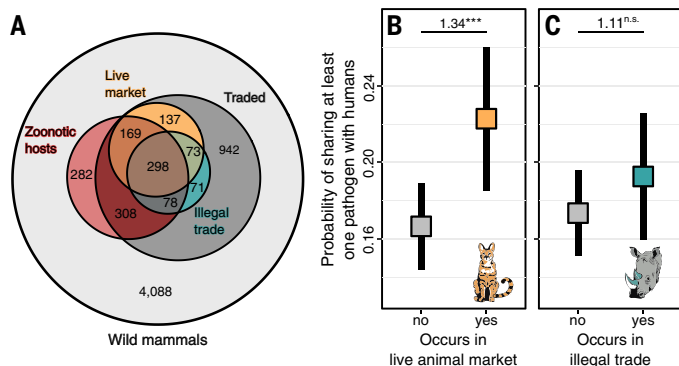 A
Live
market
Traded
Zoonotic
hosts
137
169
73
942
282
298
71
78
Illegal
trade
308
4,088
Wild mammals
B
1.34***
Probability of sharing at least
one pathogen with humans
0.24
0.20
0.16
no
yes
Occurs in
live animal market
C
1.11n.s.
no
yes
Occurs in
illegal trade